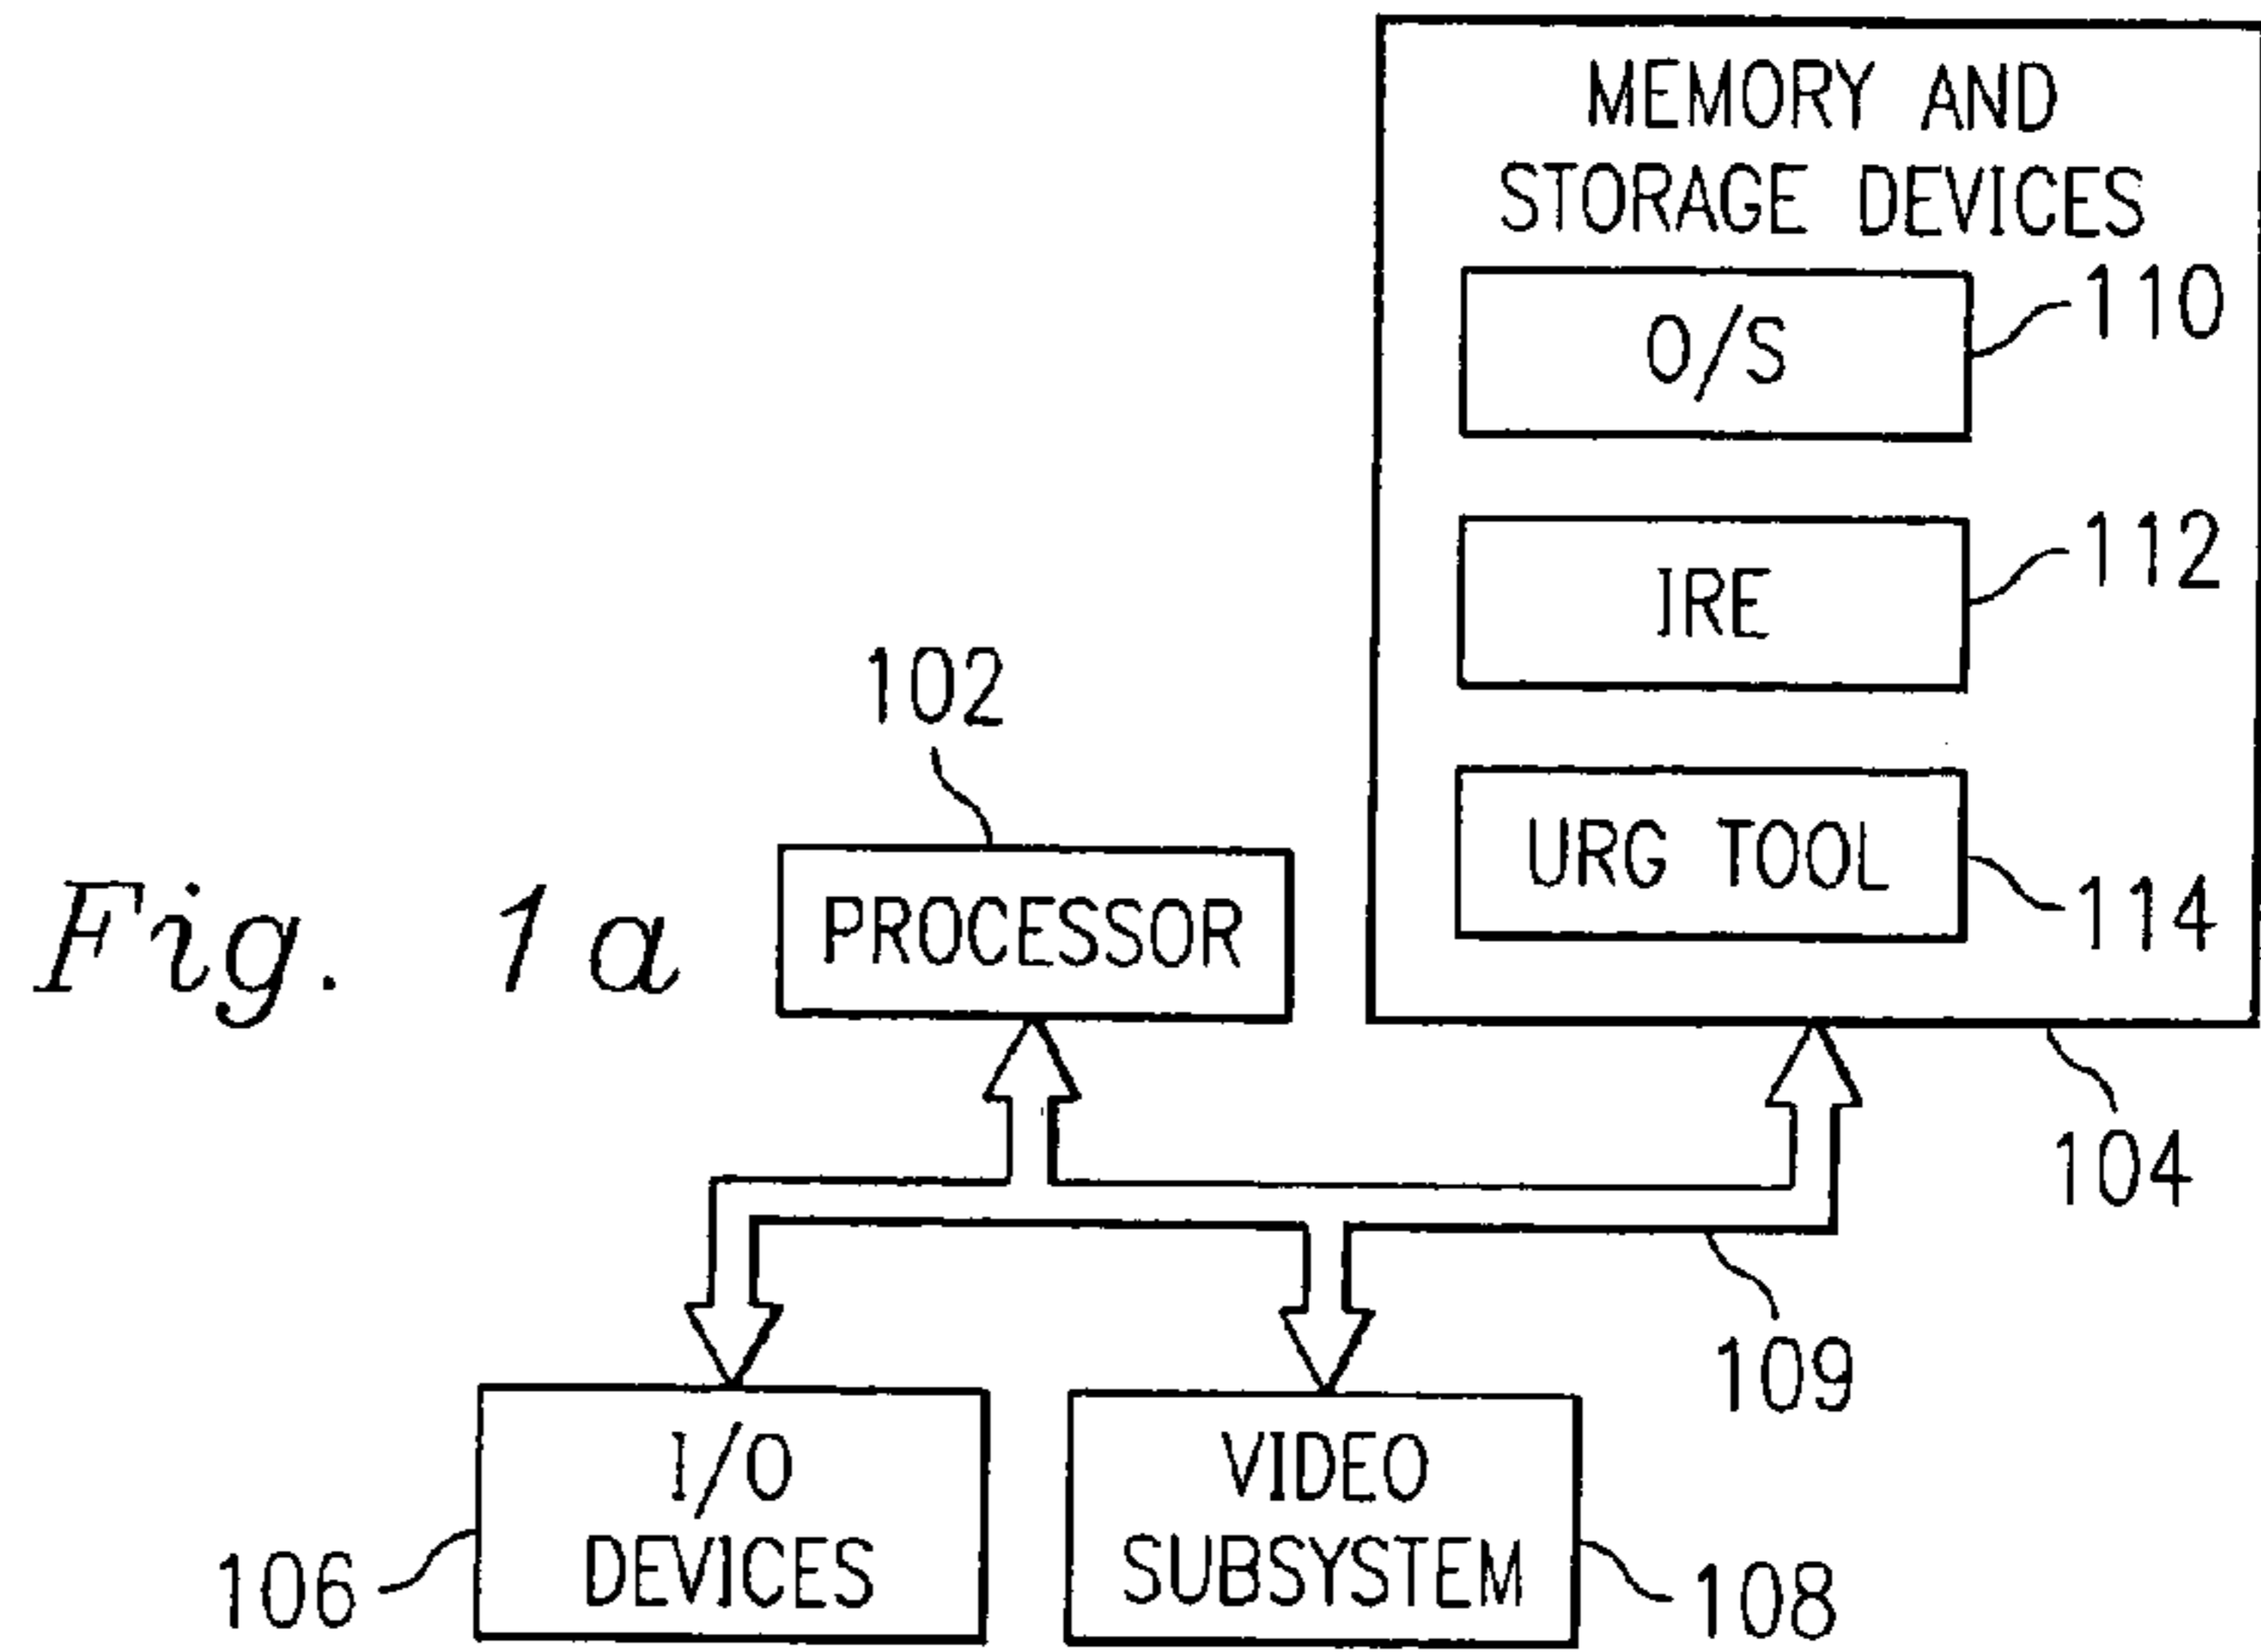 MEMORY AND
STORAGE DEVICES
O/S
110
IRE
112
102
URG TOOL
114
PROCESSOR
Fig. 1a
104
109
I/O
DEVICES
106
VIDEO
SUBSYSTEM
108